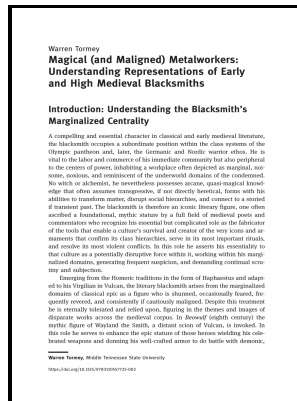 Warren Tormey
Magical (and Maligned) Metalworkers:
Understanding Representations of Early
and High Medieval Blacksmiths
Introduction: Understanding the Blacksmith's
Marginalized Centrality
A compelling and essential character in classical and early medieval literature,
the blacksmith occupies a subordinate position within the class systems of the
Olympic pantheon and, later, the Germanic and Nordic warrior ethos. He is
vital to the labor and commerce of his immediate community but also peripheral
to the centers of power, inhabiting a workplace often depicted as marginal, noi-
some, noxious, and reminiscent of the underworld domains of the condemned.
No witch or alchemist, he nevertheless possesses arcane, quasi-magical knowl-
edge that often assumes transgressive, if not directly heretical, forms with his
abilities to transform matter, disrupt social hierarchies, and connect to a storied
if transient past. The blacksmith is therefore an iconic literary figure, one often
ascribed a foundational, mythic stature by a full field of medieval poets and
commentators who recognize his essential but complicated role as the fabricator
of the tools that enable a culture's survival and creator of the very icons and ar-
maments that confirm its class hierarchies, serve in its most important rituals,
and resolve its most violent conflicts. In this role he asserts his essentiality to
that culture as a potentially disruptive force within it, working within his mar-
ginalized domains, generating frequent suspicion, and demanding continual scru-
tiny and subjection.
Emerging from the Homeric traditions in the form of Haphaestus and adapt-
ed to his Virgilian in Vulcan, the literary blacksmith arises from the marginalized
domains of classical epic as a figure who is shunned, occasionally feared, fre-
quently revered, and consistently if cautiously maligned. Despite this treatment
he is eternally tolerated and relied upon, figuring in the themes and images of
disparate works across the medieval corpus. In Beowulf (eighth century) the
mythic figure of Wayland the Smith, a distant scion of Vulcan, is invoked. In
this role he serves to enhance the epic stature of those heroes wielding his cele-
brated weapons and donning his well-crafted armor to do battle with demonic,
Warren Tormey, Middle Tennessee State University